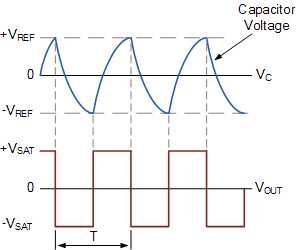 Capacitor
Voltage
+VREF
0
VC
-VREF
+VSAT
0
VOUT
-VSAT
T